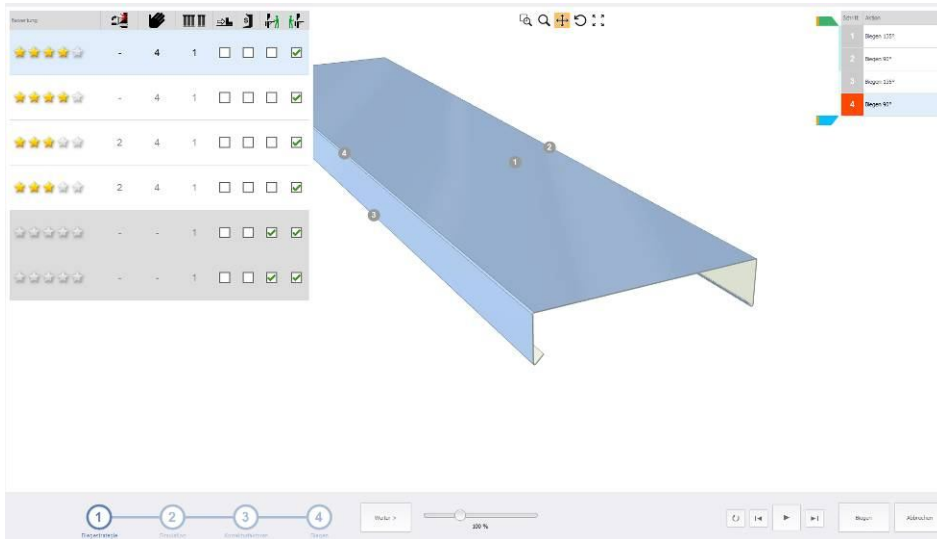 Bewertung
Schritt Aktion
- 4 1
1 Biegen 135°
2 Biegen 90°
- 4 1
3 Biegen 135°
4 Biegen 90°
2 4 1
2 4 1
- - 1
- - 1
4
2
1
3
1 2 3 4
Weiter >
100 %
Biegen
Abbrechen
Biegestrategie
Simulation
Biegen